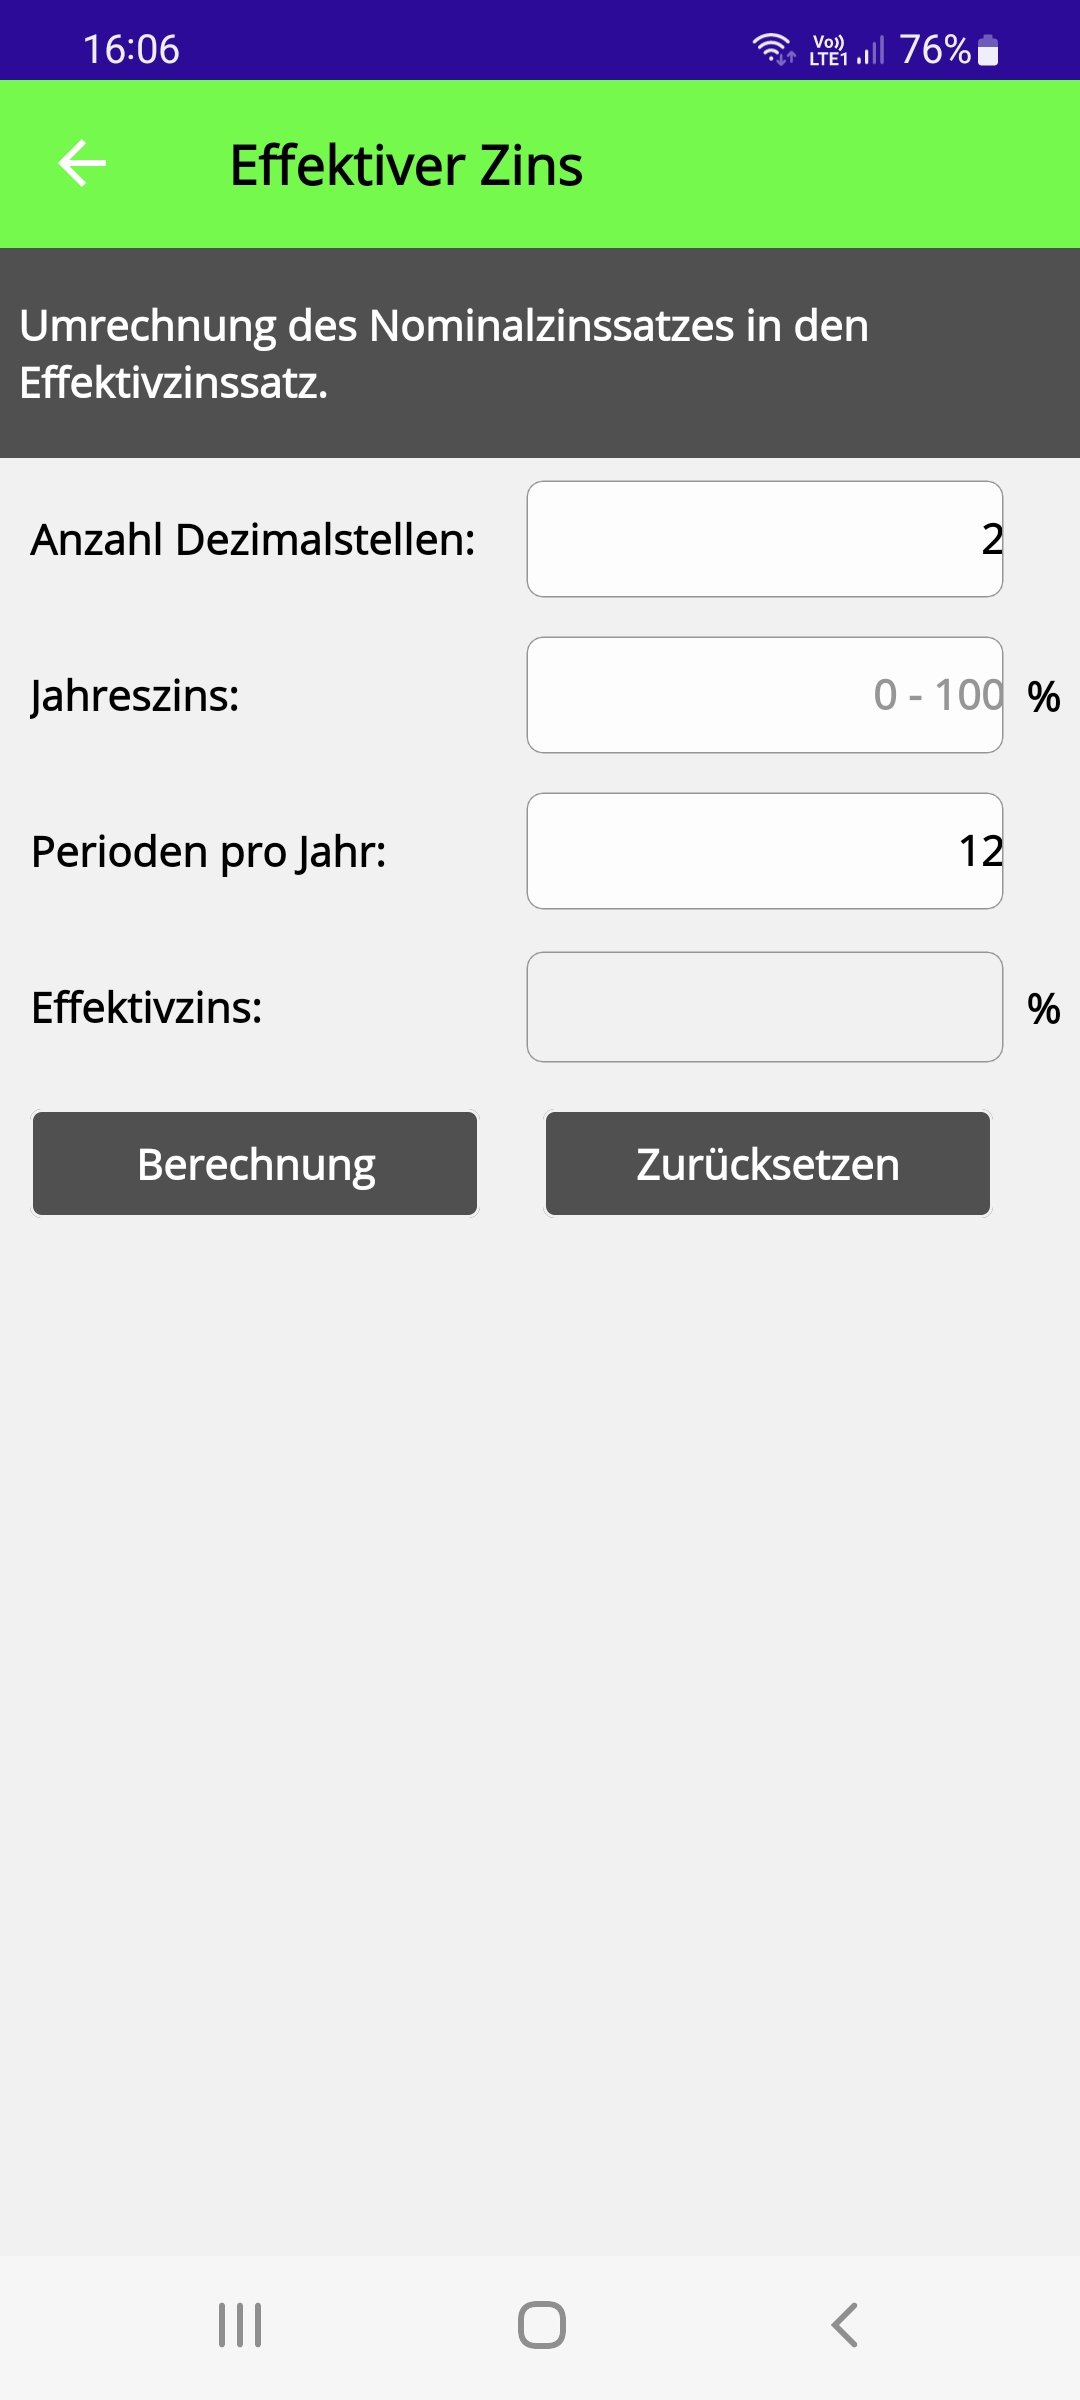 16:06
Vo)) LTE1 76%
Effektiver Zins
Umrechnung des Nominalzinssatzes in den
Effektivzinssatz.
Anzahl Dezimalstellen: 2
Jahreszins: 0 - 100 %
Perioden pro Jahr: 12
Effektivzins: %
Berechnung Zurücksetzen